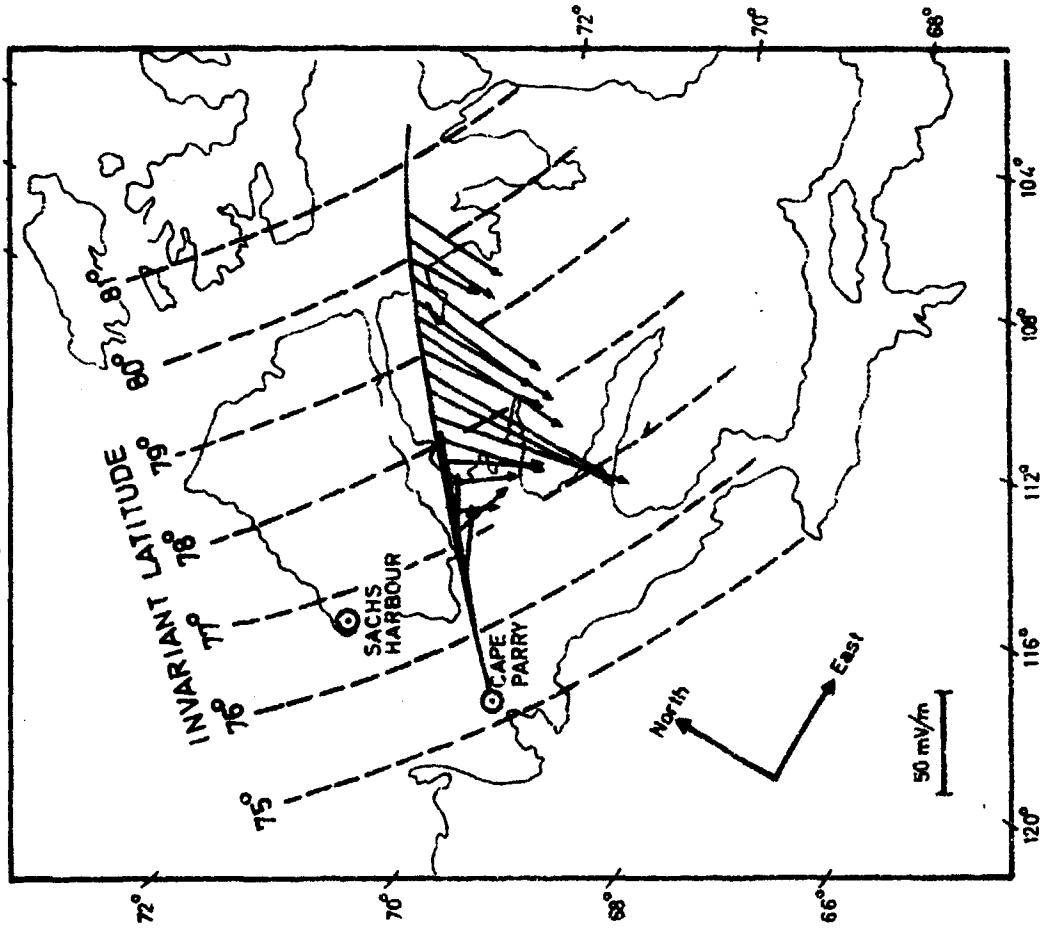 72°
70°
68°
104°
108°
112°
116°
120°
72°
70°
68°
66°
INVARIANT LATITUDE
81°
80°
79°
78°
77°
76°
75°
SACHS
HARBOUR
CAPE
PARRY
North
East
50 mV/m